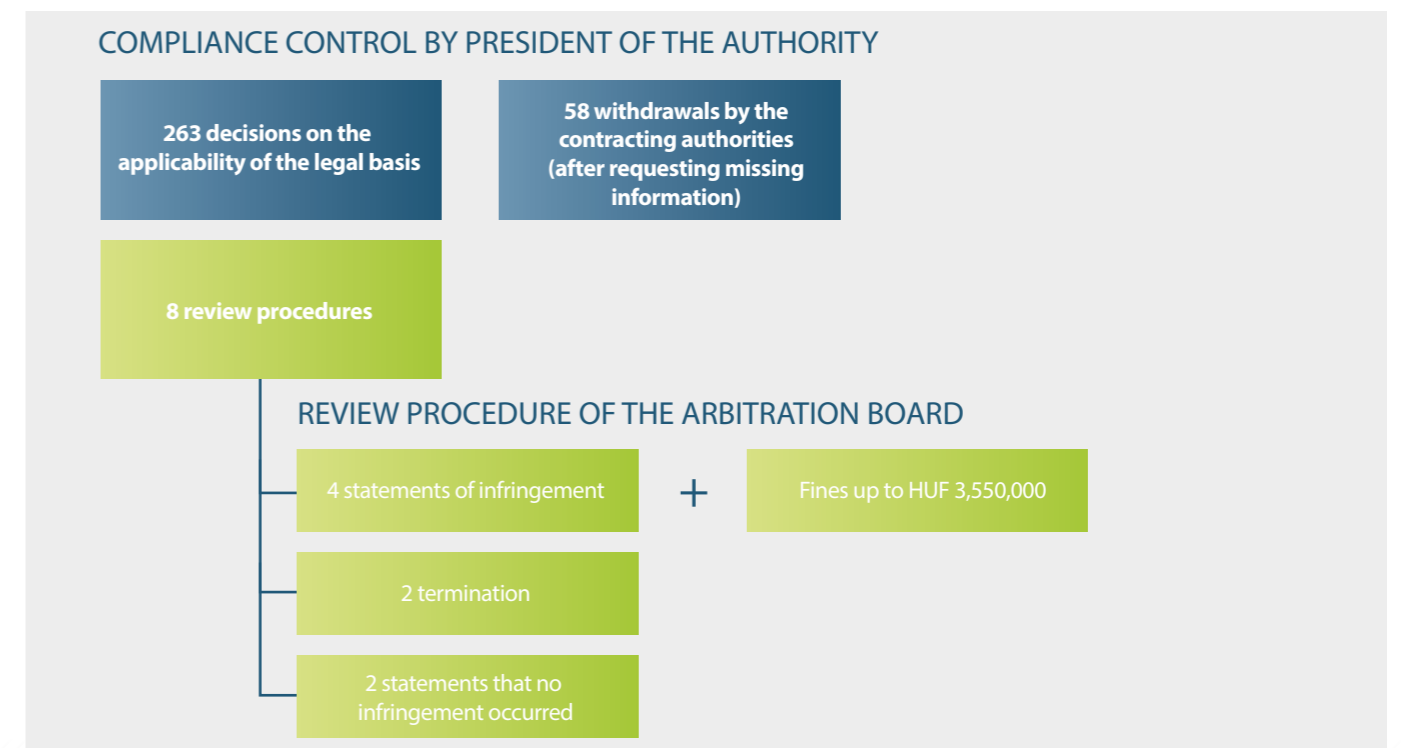 COMPLIANCE CONTROL BY PRESIDENT OF THE AUTHORITY
263 decisions on the
applicability of the legal basis
58 withdrawals by the
contracting authorities
(after requesting missing
information)
8 review procedures
REVIEW PROCEDURE OF THE ARBITRATION BOARD
4 statements of infringement
+
Fines up to HUF 3,550,000
2 termination
2 statements that no
infringement occurred